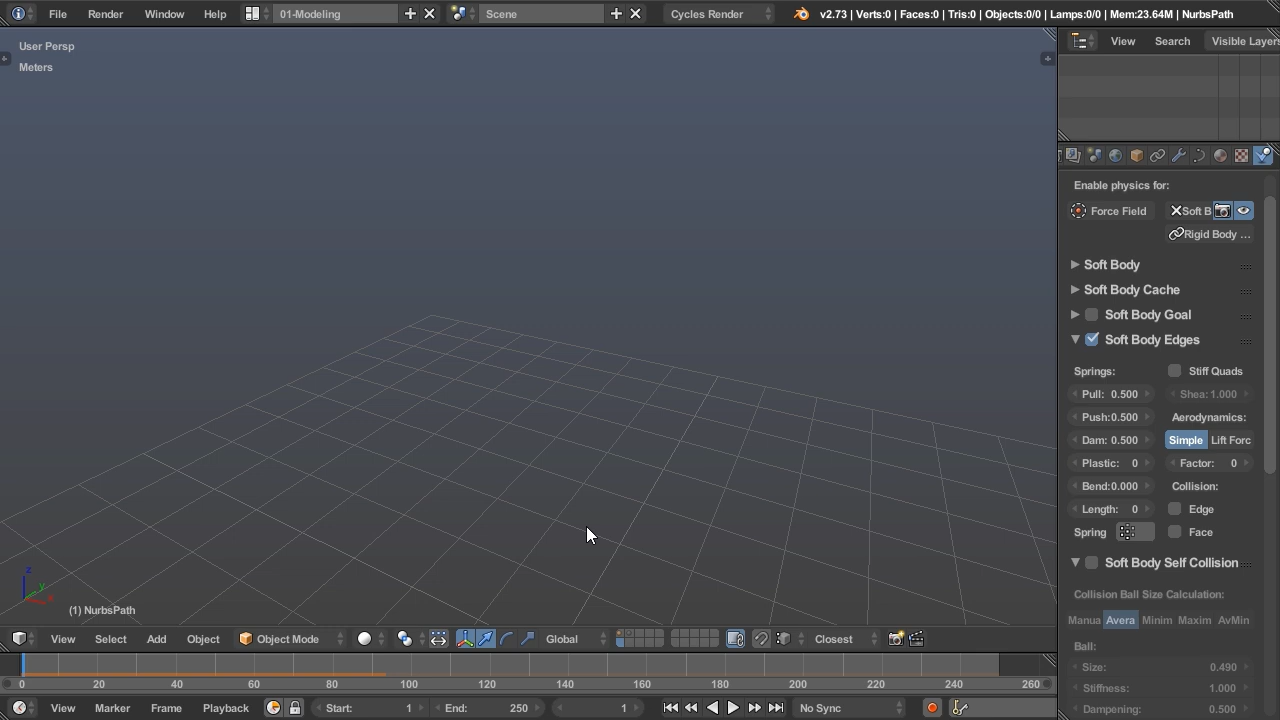 File Render Window Help 01-Modeling Scene Cycles Render v2.73 | Verts:0 | Faces:0 | Tris:0 | Objects:0/0 | Lamps:0/0 | Mem:23.64M | NurbsPath
View Search Visible Layers
User Persp
Meters
Enable physics for:
Force Field Soft B
Rigid Body ...
Soft Body
Soft Body Cache
Soft Body Goal
Soft Body Edges
Springs: Stiff Quads
Pull: 0.500 Shea: 1.000
Push: 0.500 Aerodynamics:
Dam: 0.500 Simple Lift Forc
Plastic: 0 Factor: 0
Bend: 0.000 Collision:
Length: 0 Edge
Spring Face
Soft Body Self Collision
Collision Ball Size Calculation:
Manua Avera Minim Maxim AvMin
Ball:
Size: 0.490
Stiffness: 1.000
Dampening: 0.500
z
y
x
(1) NurbsPath
View Select Add Object Object Mode Global Closest
0 20 40 60 80 100 120 140 160 180 200 220 240 260
View Marker Frame Playback Start: 1 End: 250 1 No Sync